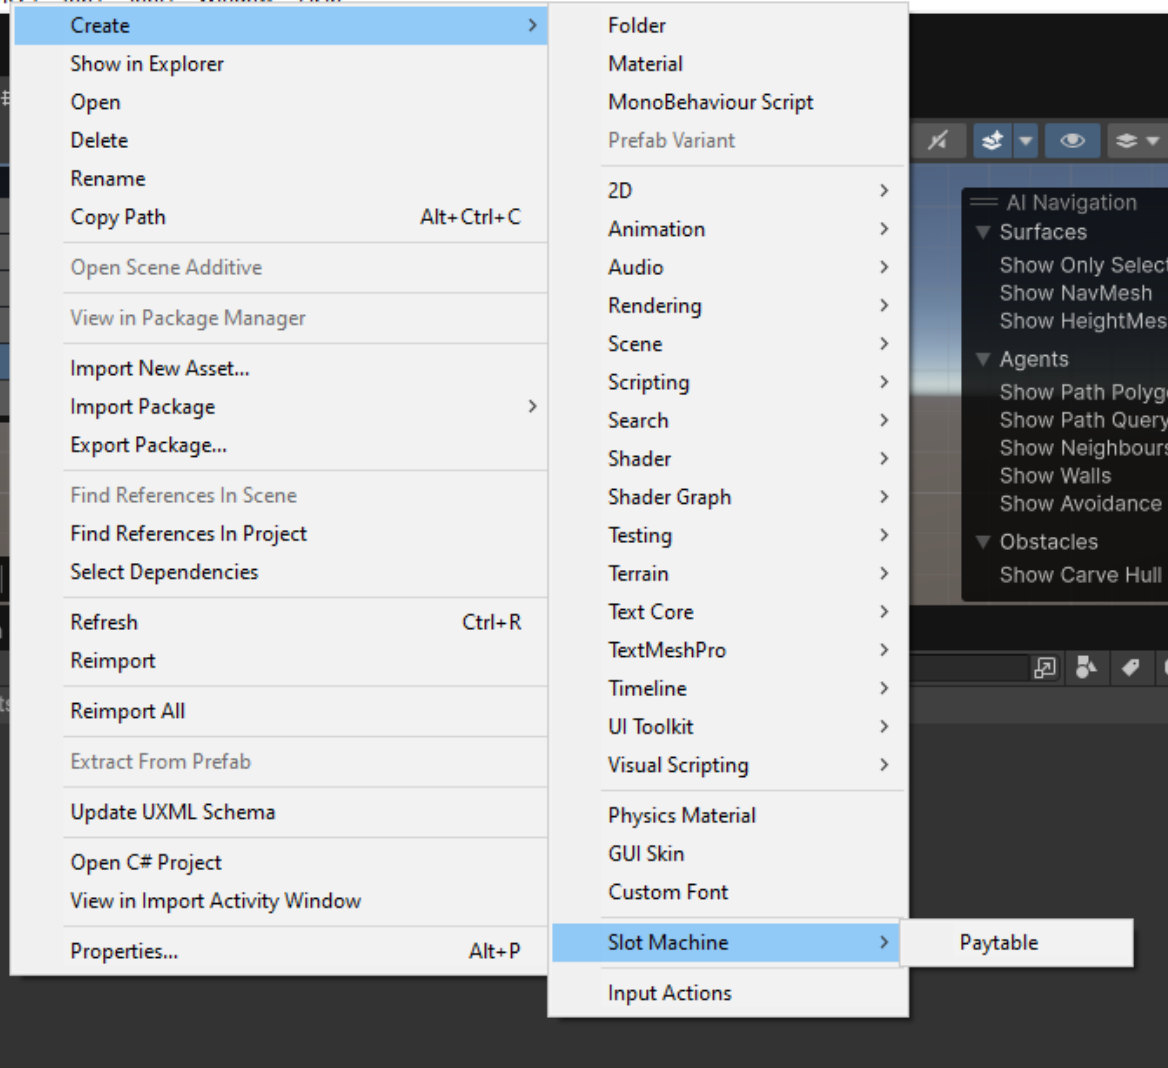 Create
Show in Explorer
Open
Delete
Rename
Copy Path Alt+Ctrl+C
Open Scene Additive
View in Package Manager
Import New Asset...
Import Package
Export Package...
Find References In Scene
Find References In Project
Select Dependencies
Refresh Ctrl+R
Reimport
Reimport All
Extract From Prefab
Update UXML Schema
Open C# Project
View in Import Activity Window
Properties... Alt+P
Folder
Material
MonoBehaviour Script
Prefab Variant
2D
Animation
Audio
Rendering
Scene
Scripting
Search
Shader
Shader Graph
Testing
Terrain
Text Core
TextMeshPro
Timeline
UI Toolkit
Visual Scripting
Physics Material
GUI Skin
Custom Font
Slot Machine
Input Actions
Paytable
AI Navigation
Surfaces
Show Only Select
Show NavMesh
Show HeightMes
Agents
Show Path Polyg
Show Path Query
Show Neighbours
Show Walls
Show Avoidance
Obstacles
Show Carve Hull